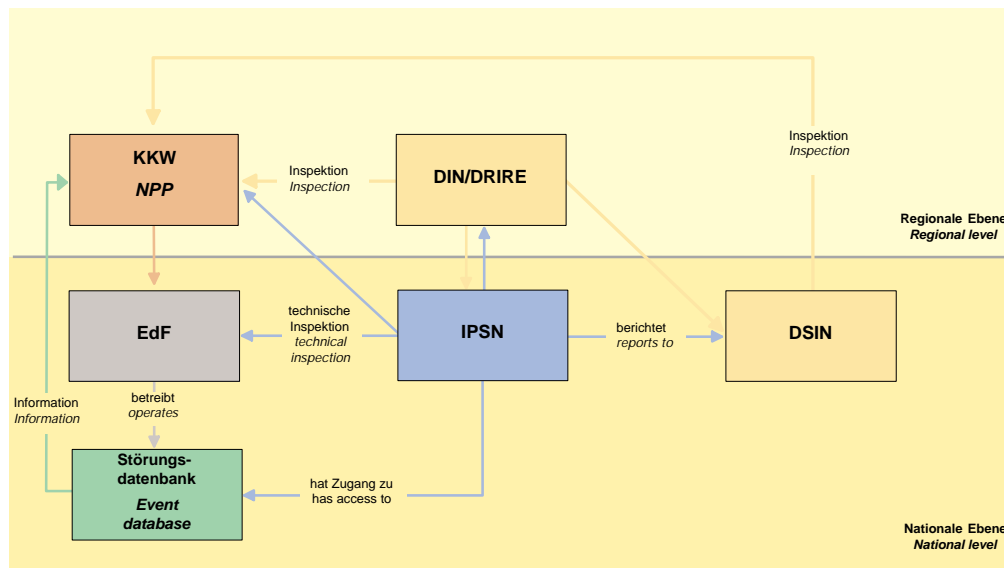 KKW
NPP
Inspektion
Inspection
DIN/DRIRE
Inspektion
Inspection
Regionale Ebene
Regional level
EdF
technische
Inspektion
technical
inspection
IPSN
berichtet
reports to
DSIN
Information
Information
betreibt
operates
Störungs-
datenbank
Event
database
hat Zugang zu
has access to
Nationale Ebene
National level